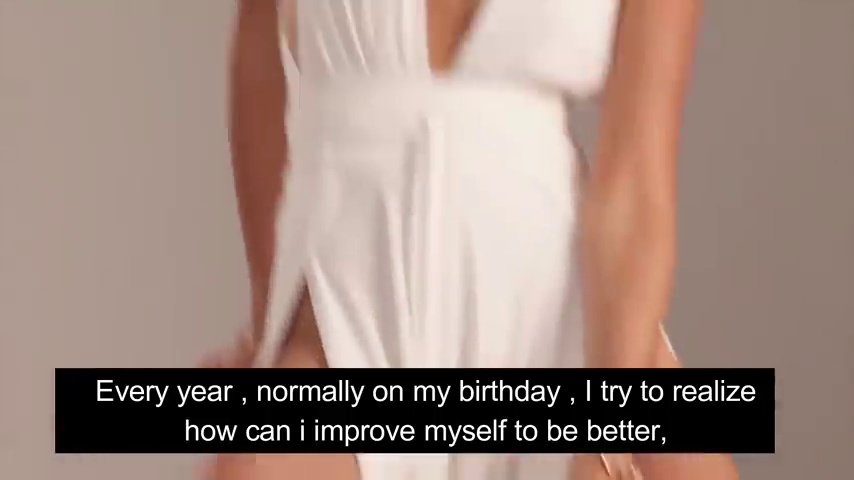 Every year , normally on my birthday , I try to realize
how can i improve myself to be better,